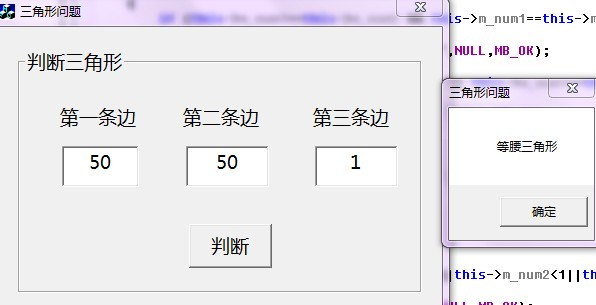 三角形问题
判断三角形
第一条边 第二条边 第三条边
50 50 1
判断
this->m_num1==this->m
,NULL,MB_OK);
三角形问题
等腰三角形
确定
||this->m_num2<1||th